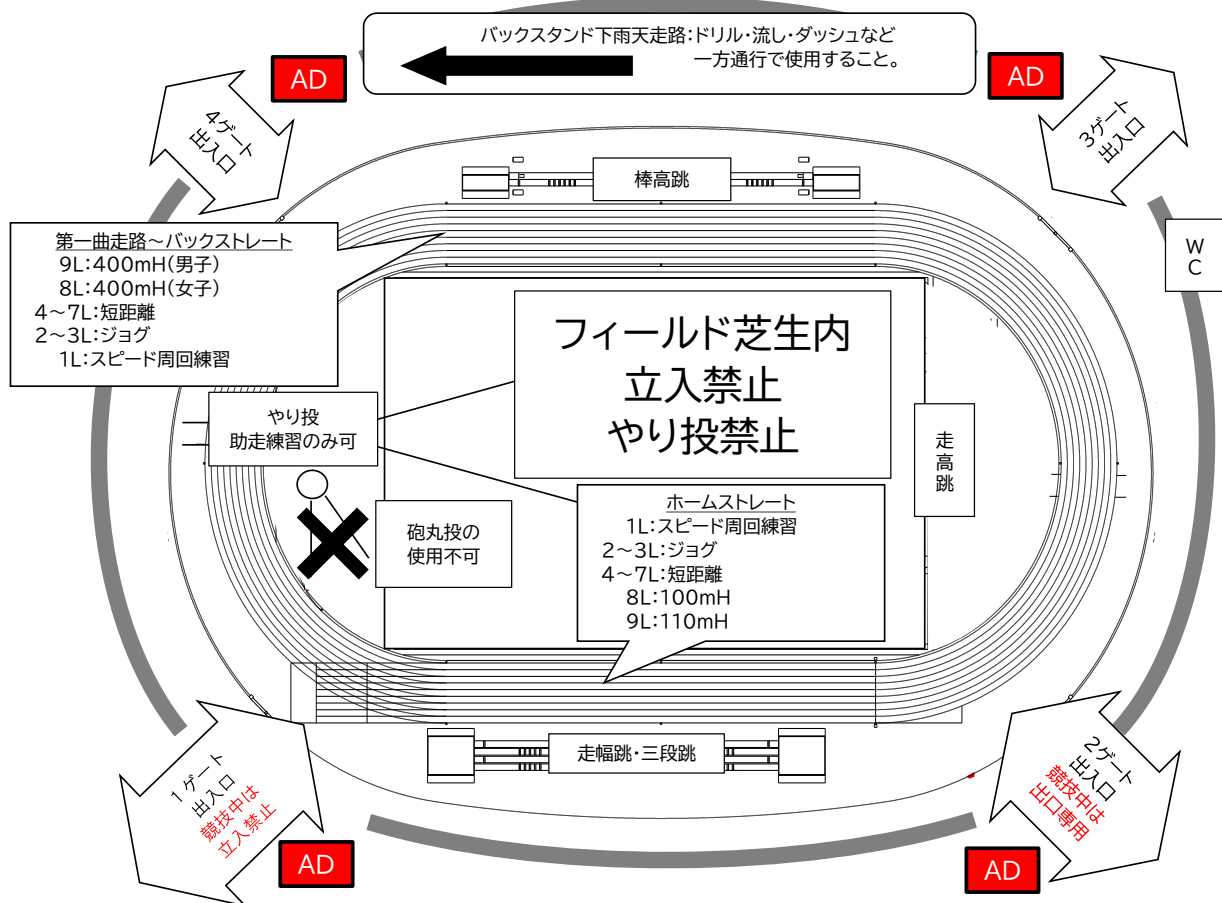 バックスタンド下雨天走路:ドリル・流し・ダッシュなど
一方通行で使用すること。
AD
AD
4ゲート
出入口
3ゲート
出入口
棒高跳
第一曲走路～バックストレート
9L:400mH(男子)
8L:400mH(女子)
4～7L:短距離
2～3L:ジョグ
1L:スピード周回練習
W
C
フィールド芝生内
立入禁止
やり投禁止
やり投
助走練習のみ可
走
高
跳
砲丸投の
使用不可
ホームストレート
1L:スピード周回練習
2～3L:ジョグ
4～7L:短距離
8L:100mH
9L:110mH
走幅跳・三段跳
1ゲート
出入口
競技中は
立入禁止
2ゲート
出入口
競技中は
出口専用
AD
AD